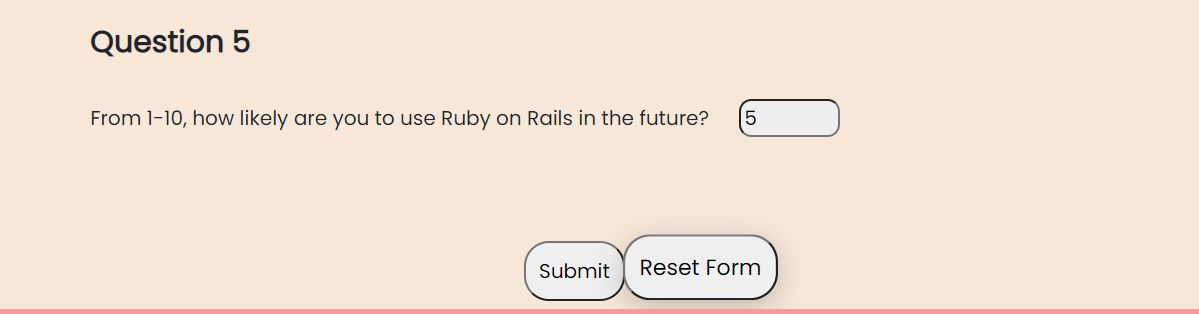 Question 5
From 1-10, how likely are you to use Ruby on Rails in the future? 5
Submit Reset Form